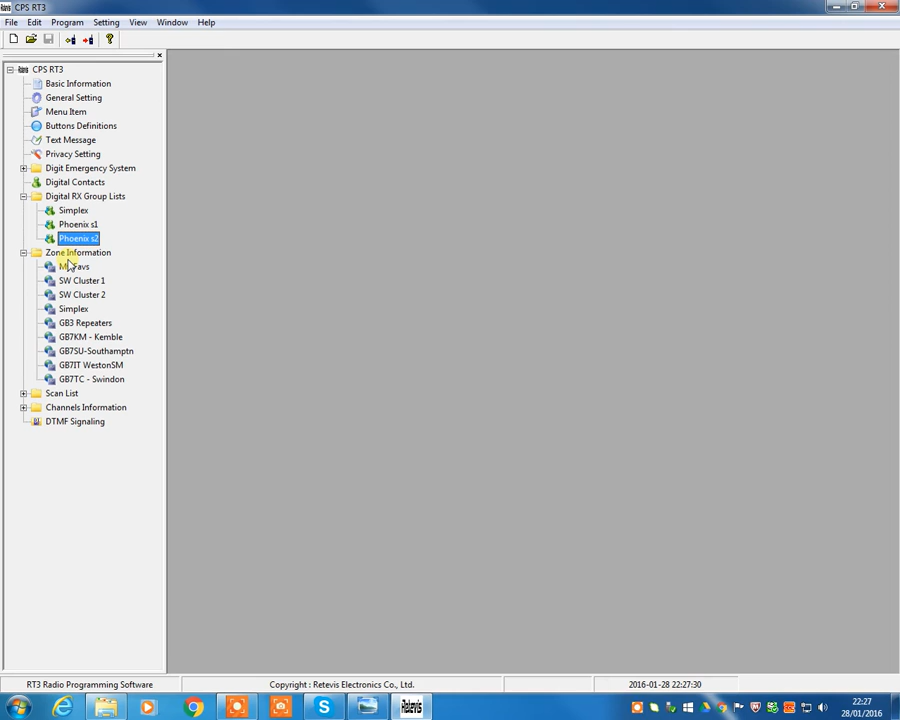 CPS RT3
File Edit Program Setting View Window Help
CPS RT3
Basic Information
General Setting
Menu Item
Buttons Definitions
Text Message
Privacy Setting
Digit Emergency System
Digital Contacts
Digital RX Group Lists
Simplex
Phoenix s1
Phoenix s2
Zone Information
My Favs
SW Cluster 1
SW Cluster 2
Simplex
GB3 Repeaters
GB7KM - Kemble
GB7SU-Southamptn
GB7IT WestonSM
GB7TC - Swindon
Scan List
Channels Information
DTMF Signaling
RT3 Radio Programming Software Copyright : Retevis Electronics Co., Ltd. 2016-01-28 22:27:30
Retevis
22:27
28/01/2016